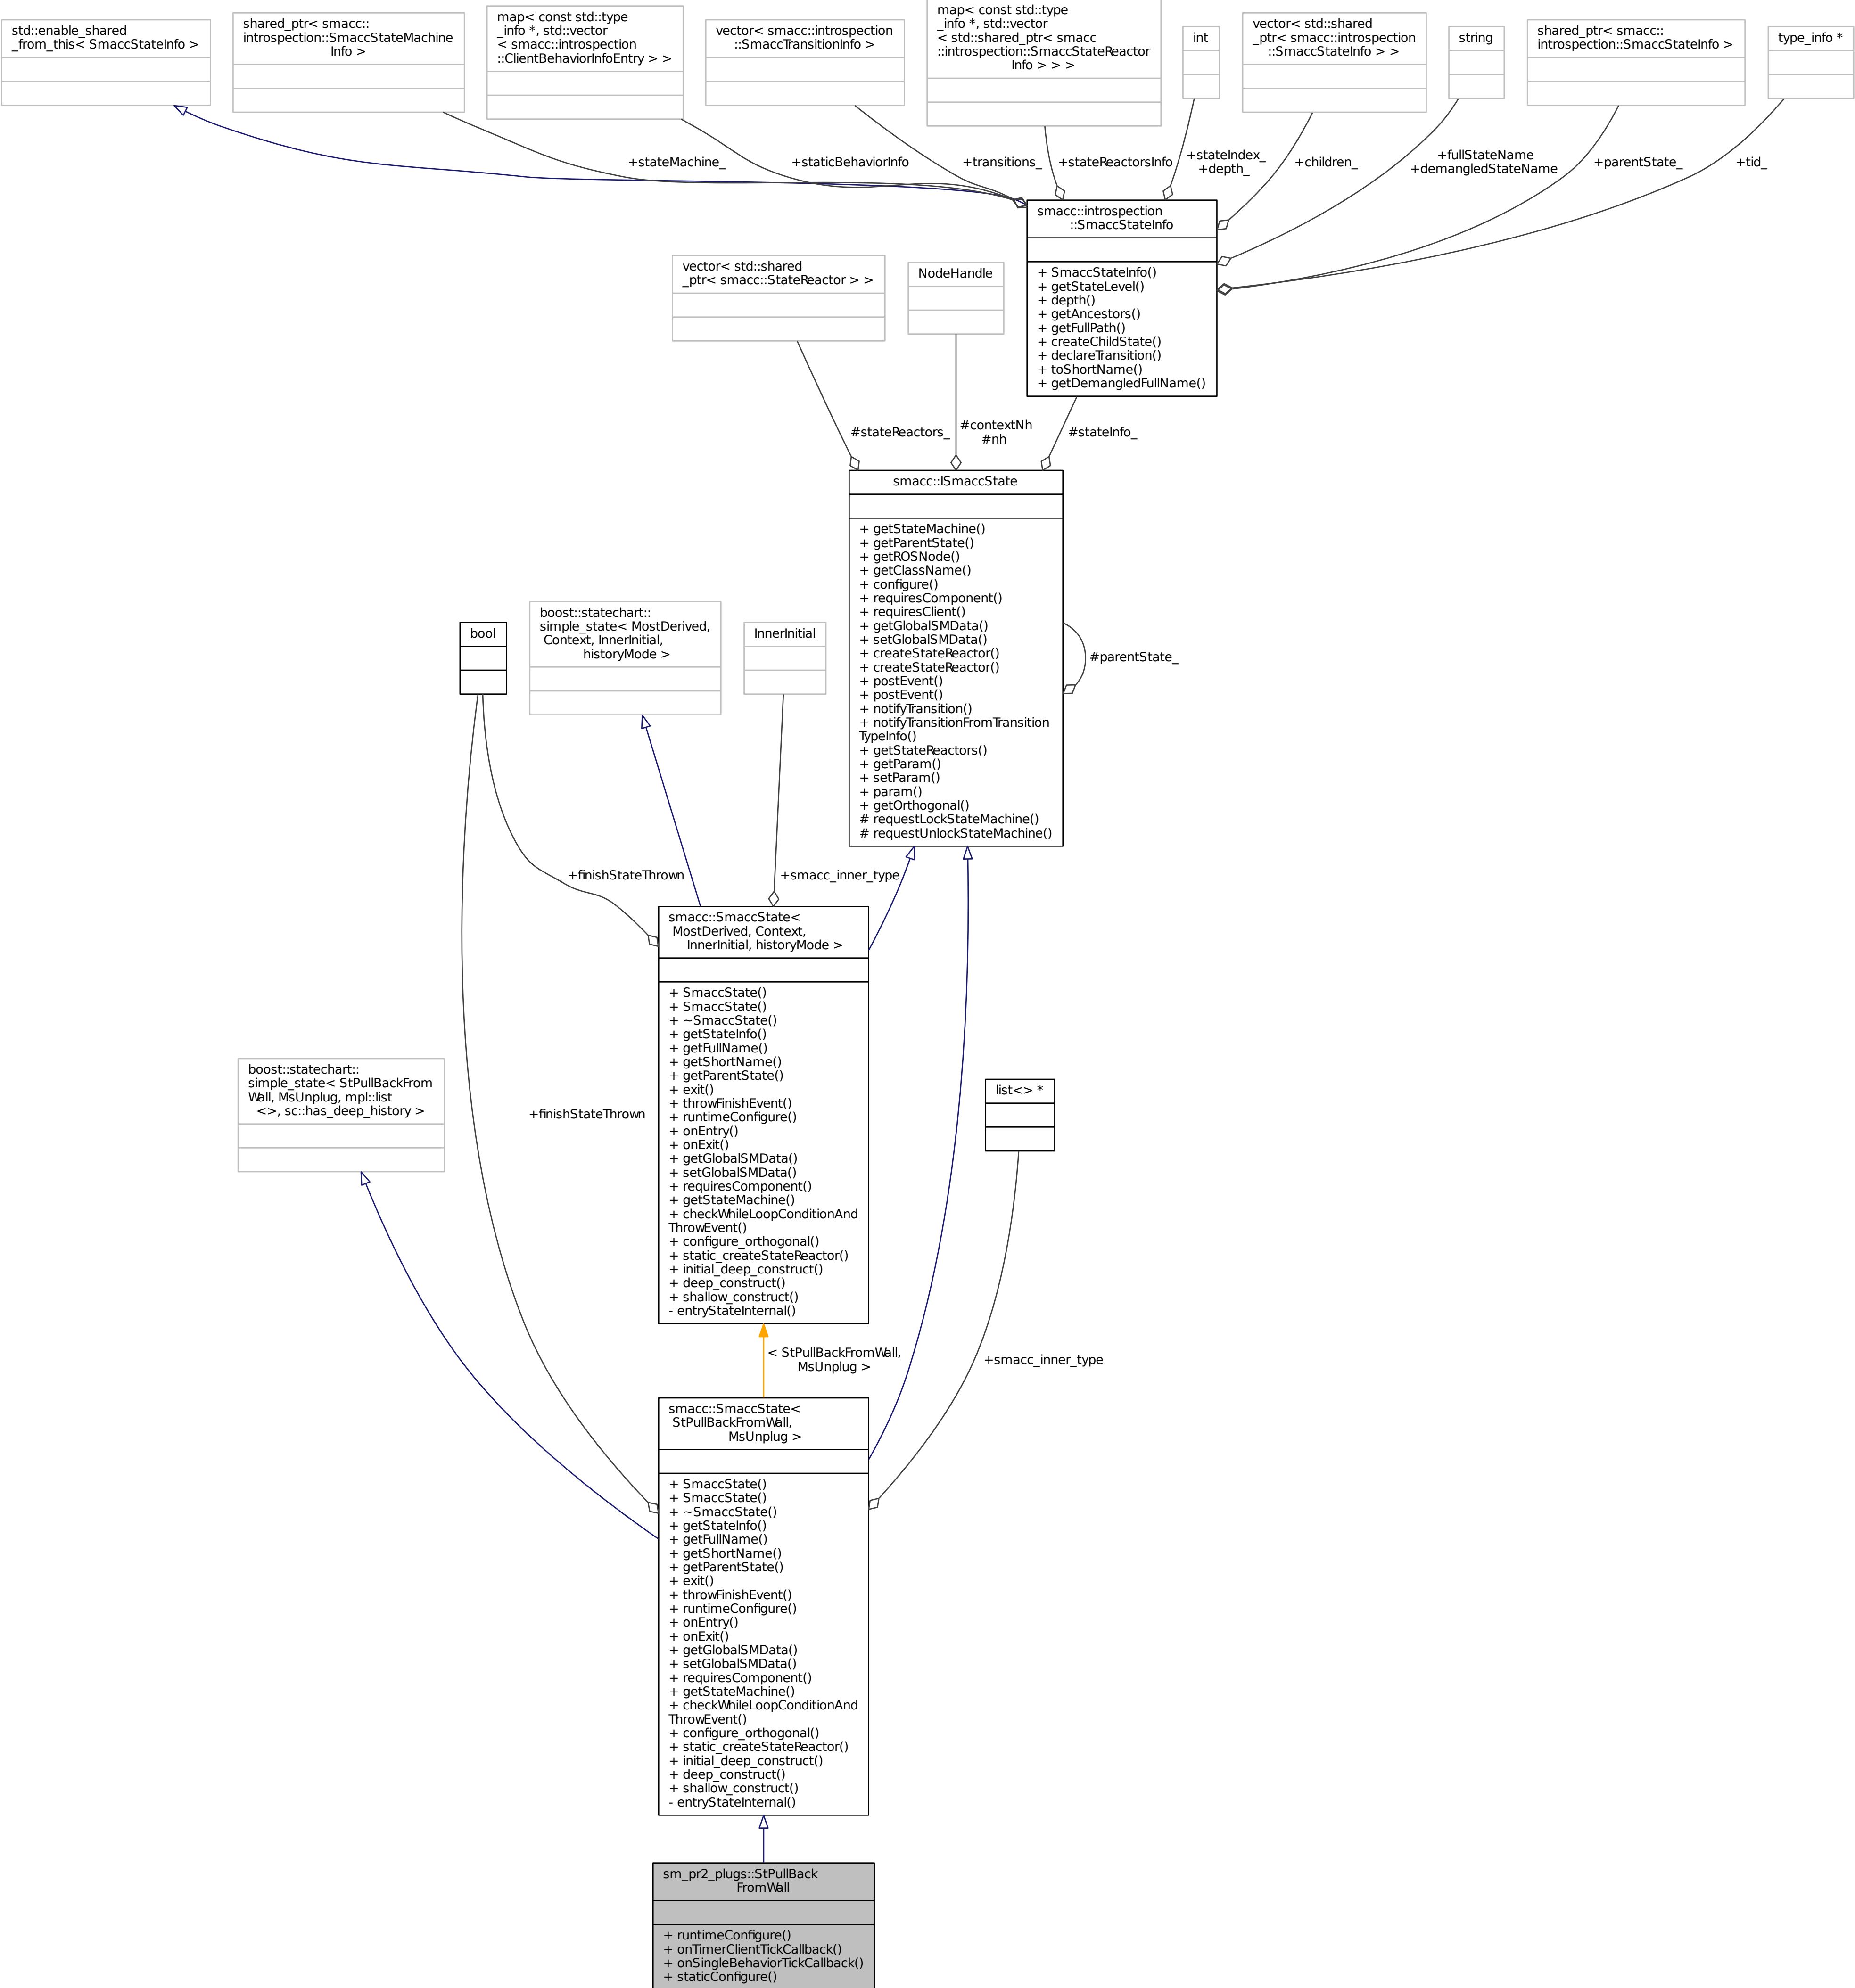 std::enable_shared
_from_this< SmaccStateInfo >
shared_ptr< smacc::
introspection::SmaccStateMachine
Info >
map< const std::type
_info *, std::vector
< smacc::introspection
::ClientBehaviorInfoEntry > >
vector< smacc::introspection
::SmaccTransitionInfo >
map< const std::type
_info *, std::vector
< std::shared_ptr< smacc
::introspection::SmaccStateReactor
Info > > >
int
vector< std::shared
_ptr< smacc::introspection
::SmaccStateInfo > >
string
shared_ptr< smacc::
introspection::SmaccStateInfo >
type_info *
+stateMachine_
+staticBehaviorInfo
+transitions_
+stateReactorsInfo
+stateIndex_
+depth_
+children_
+fullStateName
+demangledStateName
+parentState_
+tid_
smacc::introspection
::SmaccStateInfo
+ SmaccStateInfo()
+ getStateLevel()
+ depth()
+ getAncestors()
+ getFullPath()
+ createChildState()
+ declareTransition()
+ toShortName()
+ getDemangledFullName()
vector< std::shared
_ptr< smacc::StateReactor > >
NodeHandle
#stateReactors_
#contextNh
#nh
#stateInfo_
smacc::ISmaccState
+ getStateMachine()
+ getParentState()
+ getROSNode()
+ getClassName()
+ configure()
+ requiresComponent()
+ requiresClient()
+ getGlobalSMData()
+ setGlobalSMData()
+ createStateReactor()
+ createStateReactor()
+ postEvent()
+ postEvent()
+ notifyTransition()
+ notifyTransitionFromTransition
TypeInfo()
+ getStateReactors()
+ getParam()
+ setParam()
+ param()
+ getOrthogonal()
# requestLockStateMachine()
# requestUnlockStateMachine()
#parentState_
bool
boost::statechart::
simple_state< MostDerived,
Context, InnerInitial,
historyMode >
InnerInitial
+finishStateThrown
+smacc_inner_type
smacc::SmaccState<
MostDerived, Context,
InnerInitial, historyMode >
+ SmaccState()
+ SmaccState()
+ ~SmaccState()
+ getStateInfo()
+ getFullName()
+ getShortName()
+ getParentState()
+ exit()
+ throwFinishEvent()
+ runtimeConfigure()
+ onEntry()
+ onExit()
+ getGlobalSMData()
+ setGlobalSMData()
+ requiresComponent()
+ getStateMachine()
+ checkWhileLoopConditionAnd
ThrowEvent()
+ configure_orthogonal()
+ static_createStateReactor()
+ initial_deep_construct()
+ deep_construct()
+ shallow_construct()
- entryStateInternal()
boost::statechart::
simple_state< StPullBackFrom
Wall, MsUnplug, mpl::list
<>, sc::has_deep_history >
+finishStateThrown
list<> *
< StPullBackFromWall,
MsUnplug >
+smacc_inner_type
smacc::SmaccState<
StPullBackFromWall,
MsUnplug >
+ SmaccState()
+ SmaccState()
+ ~SmaccState()
+ getStateInfo()
+ getFullName()
+ getShortName()
+ getParentState()
+ exit()
+ throwFinishEvent()
+ runtimeConfigure()
+ onEntry()
+ onExit()
+ getGlobalSMData()
+ setGlobalSMData()
+ requiresComponent()
+ getStateMachine()
+ checkWhileLoopConditionAnd
ThrowEvent()
+ configure_orthogonal()
+ static_createStateReactor()
+ initial_deep_construct()
+ deep_construct()
+ shallow_construct()
- entryStateInternal()
sm_pr2_plugs::StPullBack
FromWall
+ runtimeConfigure()
+ onTimerClientTickCallback()
+ onSingleBehaviorTickCallback()
+ staticConfigure()